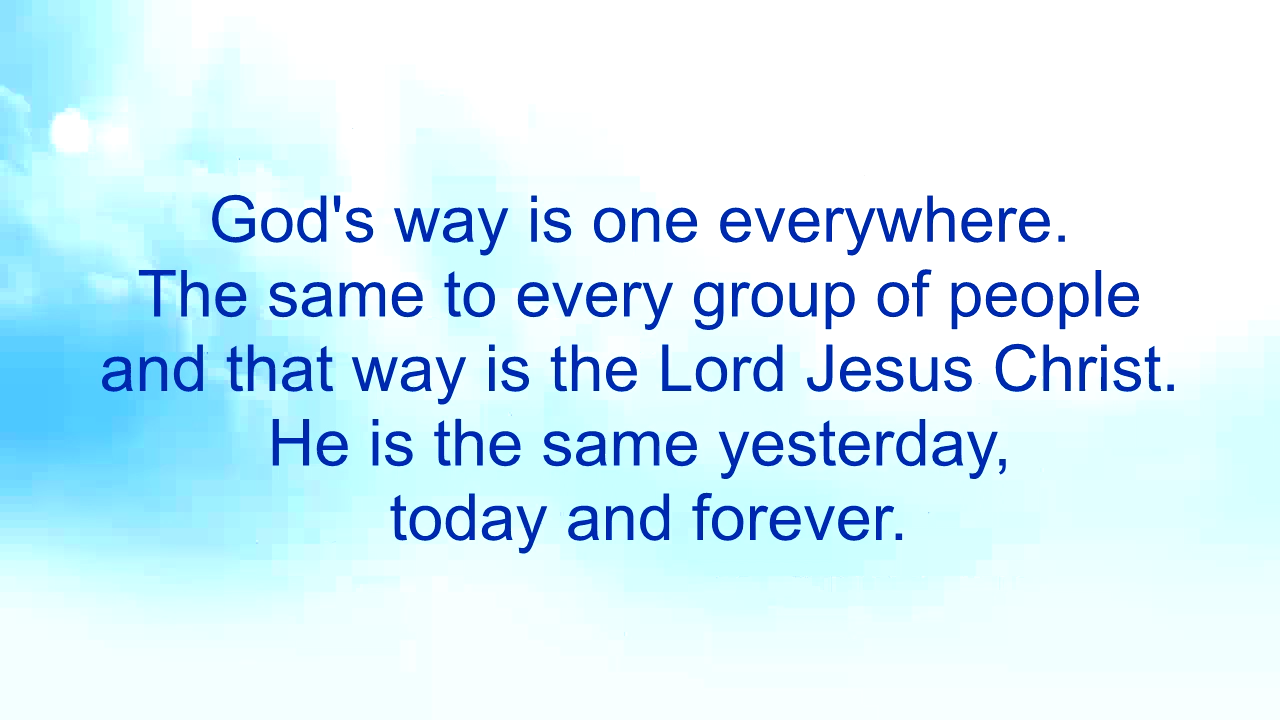 God's way is one everywhere.
The same to every group of people
and that way is the Lord Jesus Christ.
He is the same yesterday,
today and forever.